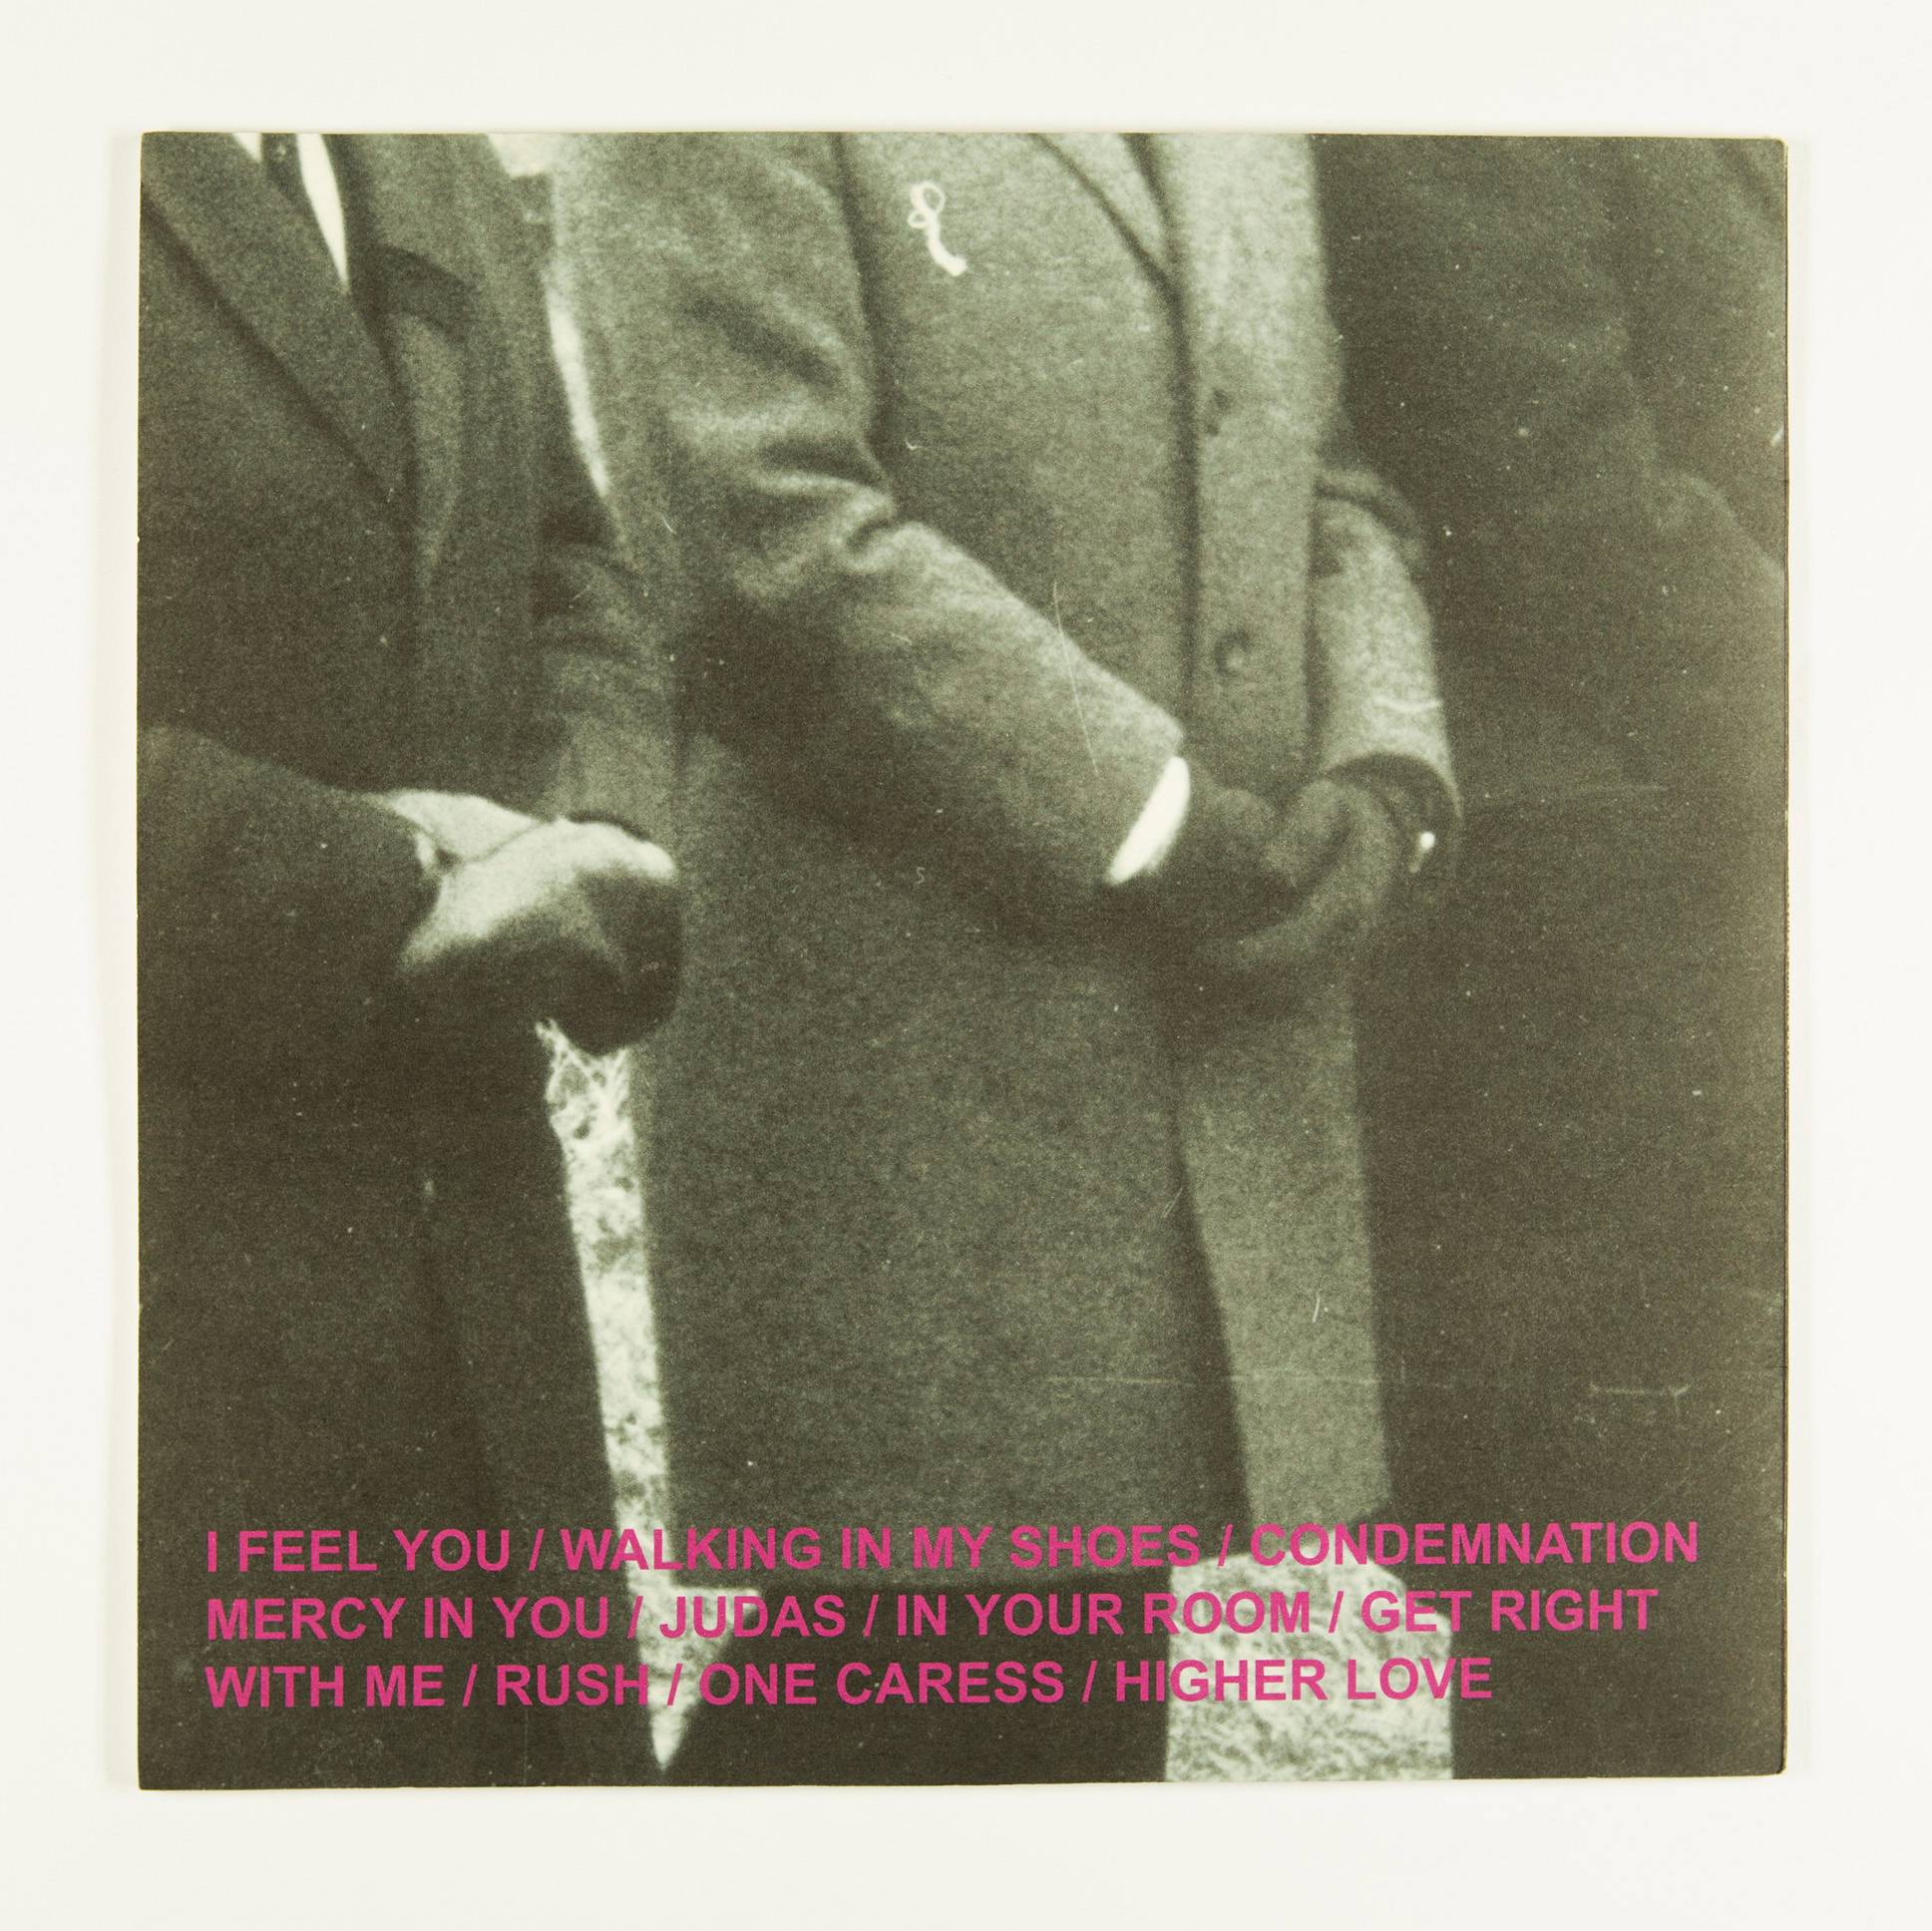 I FEEL YOU / WALKING IN MY SHOES / CONDEMNATION
MERCY IN YOU / JUDAS / IN YOUR ROOM / GET RIGHT
WITH ME / RUSH / ONE CARESS / HIGHER LOVE